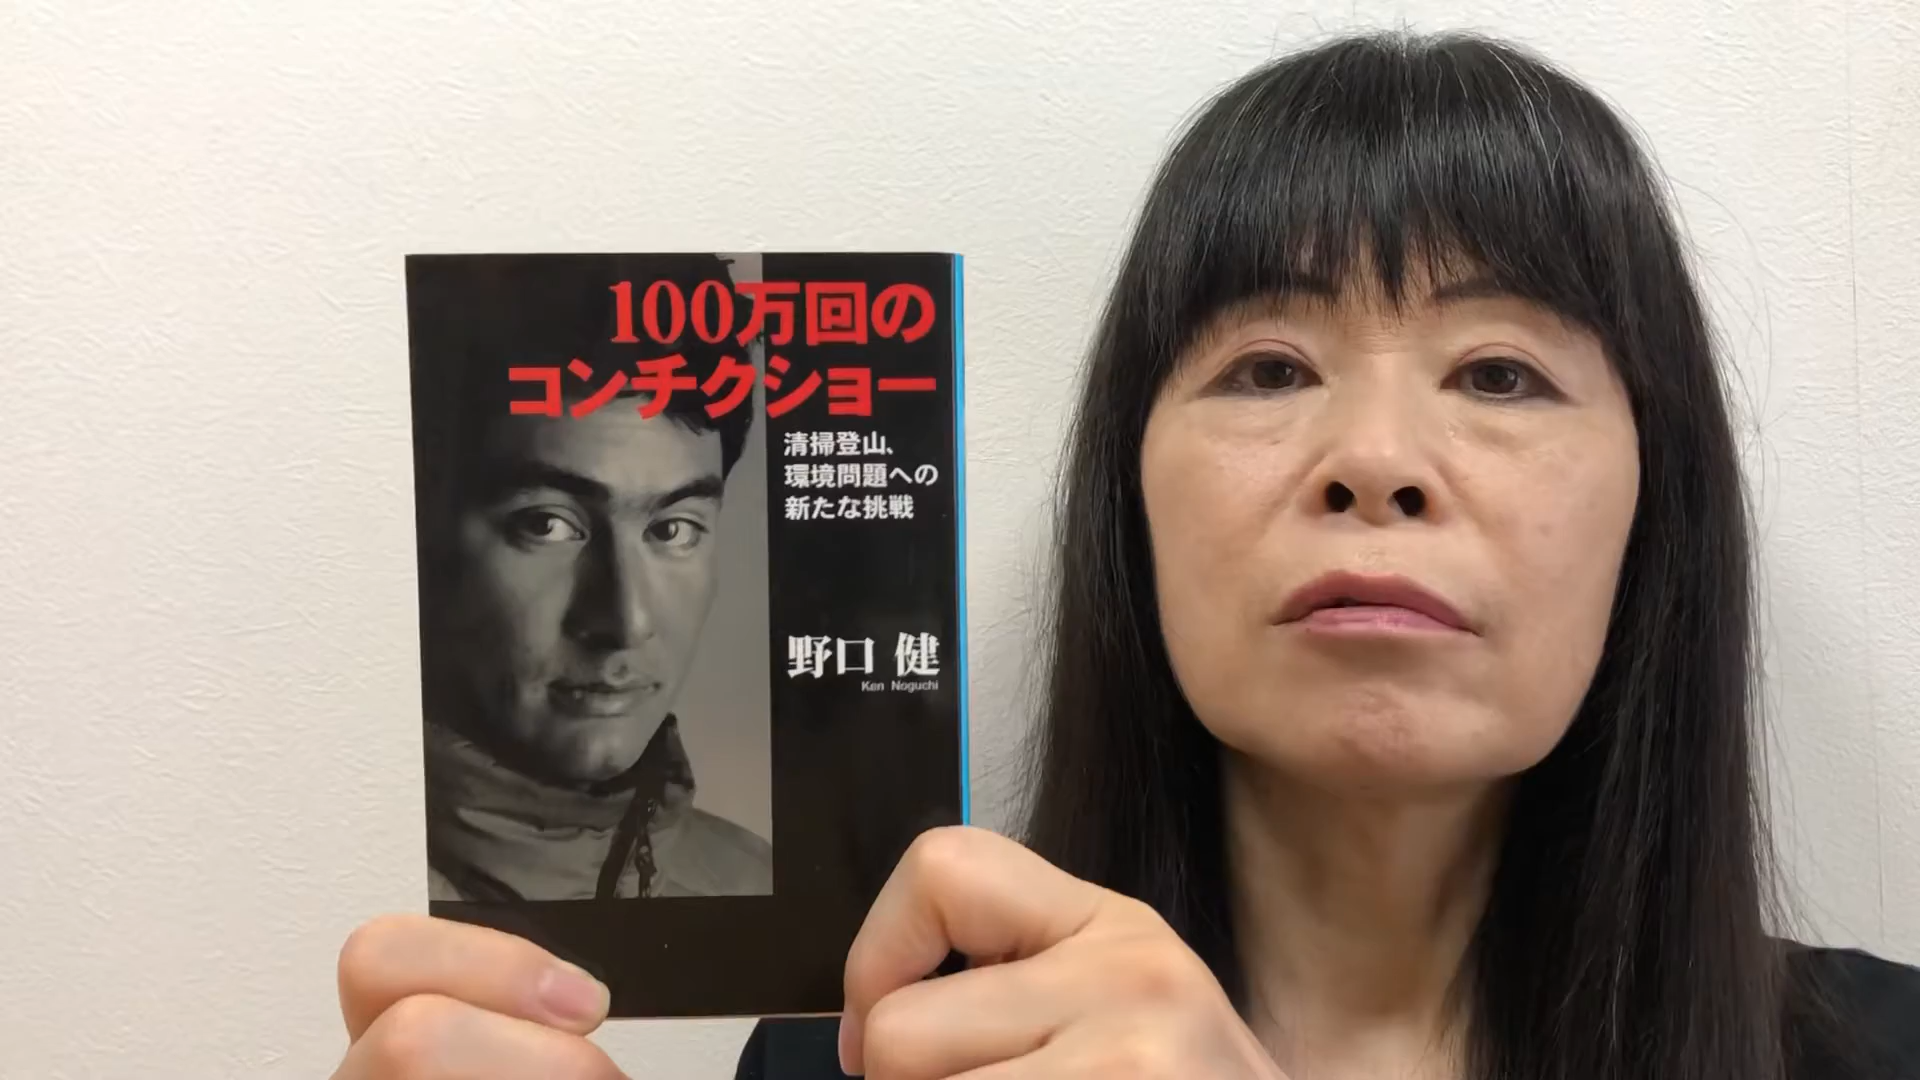 100万回の
コンチクショー
清掃登山、
環境問題への
新たな挑戦
野口 健
Ken Noguchi